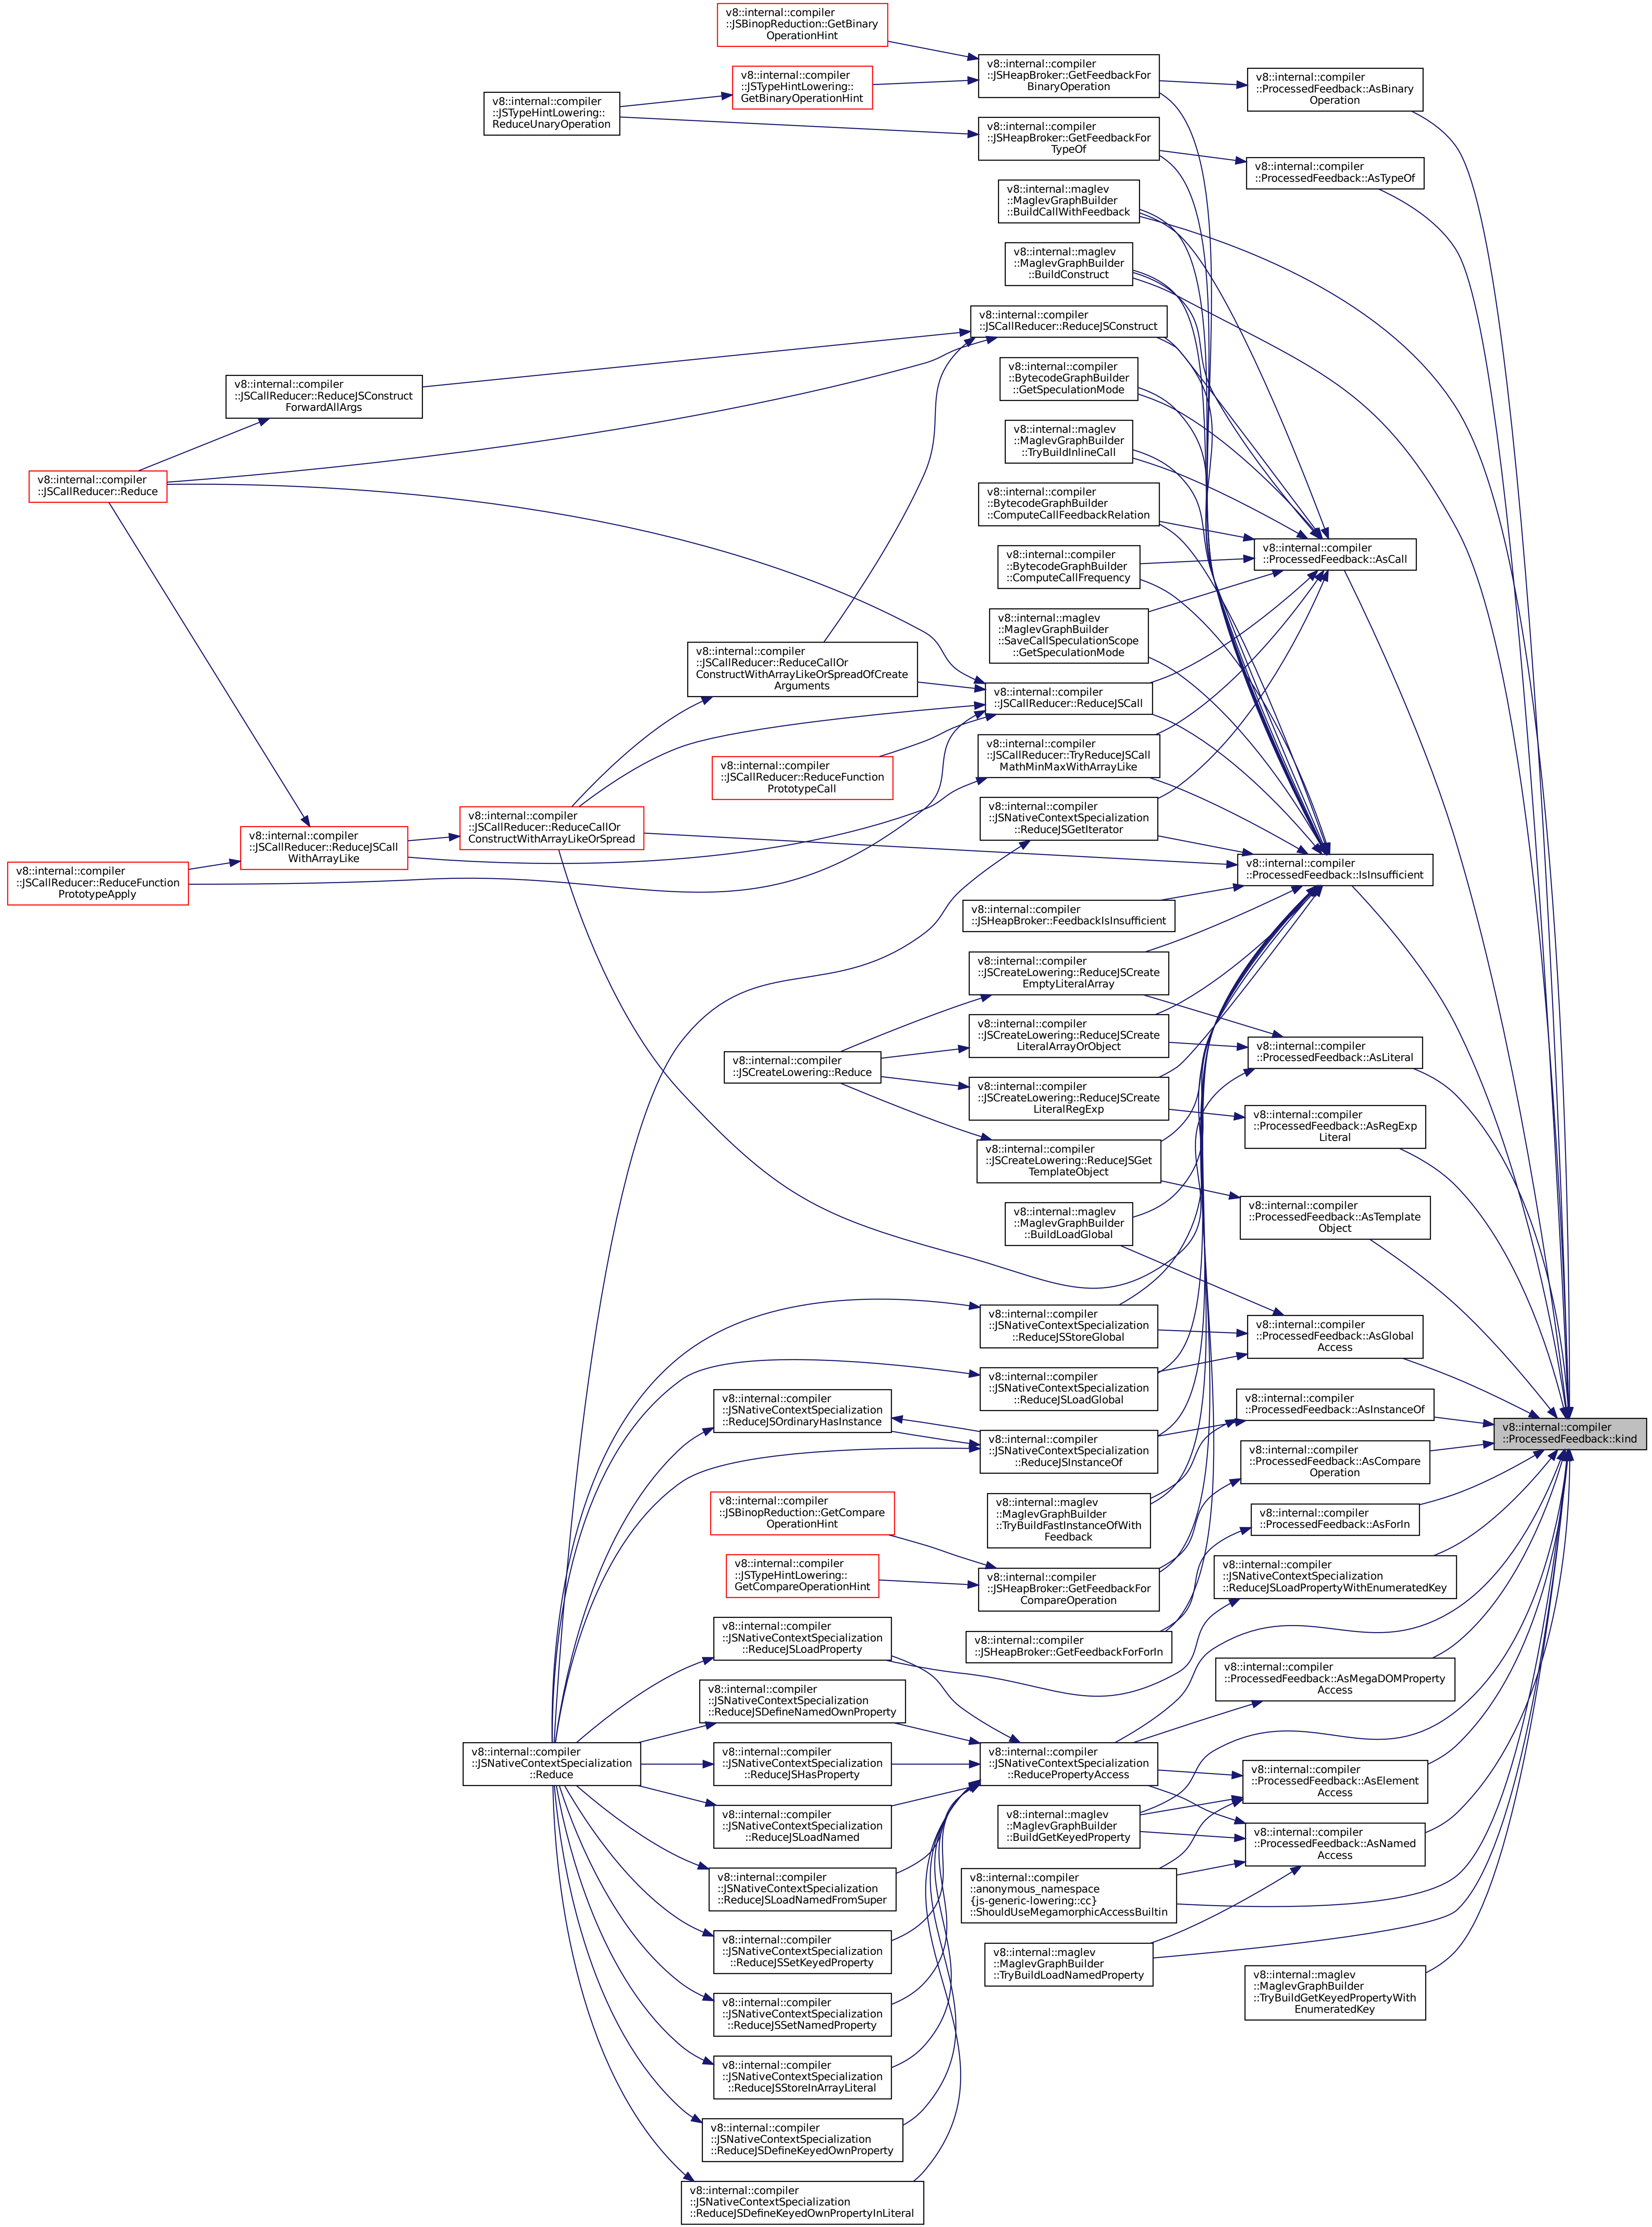 v8::internal::compiler
::JSBinopReduction::GetBinary
OperationHint
v8::internal::compiler
::JSHeapBroker::GetFeedbackFor
BinaryOperation
v8::internal::compiler
::JSTypeHintLowering::
GetBinaryOperationHint
v8::internal::compiler
::ProcessedFeedback::AsBinary
Operation
v8::internal::compiler
::JSTypeHintLowering::
ReduceUnaryOperation
v8::internal::compiler
::JSHeapBroker::GetFeedbackFor
TypeOf
v8::internal::compiler
::ProcessedFeedback::AsTypeOf
v8::internal::maglev
::MaglevGraphBuilder
::BuildCallWithFeedback
v8::internal::maglev
::MaglevGraphBuilder
::BuildConstruct
v8::internal::compiler
::JSCallReducer::ReduceJSConstruct
v8::internal::compiler
::BytecodeGraphBuilder
::GetSpeculationMode
v8::internal::compiler
::JSCallReducer::ReduceJSConstruct
ForwardAllArgs
v8::internal::maglev
::MaglevGraphBuilder
::TryBuildInlineCall
v8::internal::compiler
::JSCallReducer::Reduce
v8::internal::compiler
::BytecodeGraphBuilder
::ComputeCallFeedbackRelation
v8::internal::compiler
::ProcessedFeedback::AsCall
v8::internal::compiler
::BytecodeGraphBuilder
::ComputeCallFrequency
v8::internal::maglev
::MaglevGraphBuilder
::SaveCallSpeculationScope
::GetSpeculationMode
v8::internal::compiler
::JSCallReducer::ReduceCallOr
ConstructWithArrayLikeOrSpreadOfCreate
Arguments
v8::internal::compiler
::JSCallReducer::ReduceJSCall
v8::internal::compiler
::JSCallReducer::TryReduceJSCall
MathMinMaxWithArrayLike
v8::internal::compiler
::JSCallReducer::ReduceFunction
PrototypeCall
v8::internal::compiler
::JSNativeContextSpecialization
::ReduceJSGetIterator
v8::internal::compiler
::JSCallReducer::ReduceCallOr
ConstructWithArrayLikeOrSpread
v8::internal::compiler
::JSCallReducer::ReduceJSCall
WithArrayLike
v8::internal::compiler
::JSCallReducer::ReduceFunction
PrototypeApply
v8::internal::compiler
::ProcessedFeedback::IsInsufficient
v8::internal::compiler
::JSHeapBroker::FeedbackIsInsufficient
v8::internal::compiler
::JSCreateLowering::ReduceJSCreate
EmptyLiteralArray
v8::internal::compiler
::JSCreateLowering::ReduceJSCreate
LiteralArrayOrObject
v8::internal::compiler
::ProcessedFeedback::AsLiteral
v8::internal::compiler
::JSCreateLowering::Reduce
v8::internal::compiler
::JSCreateLowering::ReduceJSCreate
LiteralRegExp
v8::internal::compiler
::ProcessedFeedback::AsRegExp
Literal
v8::internal::compiler
::JSCreateLowering::ReduceJSGet
TemplateObject
v8::internal::compiler
::ProcessedFeedback::AsTemplate
Object
v8::internal::maglev
::MaglevGraphBuilder
::BuildLoadGlobal
v8::internal::compiler
::JSNativeContextSpecialization
::ReduceJSStoreGlobal
v8::internal::compiler
::ProcessedFeedback::AsGlobal
Access
v8::internal::compiler
::JSNativeContextSpecialization
::ReduceJSLoadGlobal
v8::internal::compiler
::JSNativeContextSpecialization
::ReduceJSOrdinaryHasInstance
v8::internal::compiler
::ProcessedFeedback::AsInstanceOf
v8::internal::compiler
::ProcessedFeedback::kind
v8::internal::compiler
::JSNativeContextSpecialization
::ReduceJSInstanceOf
v8::internal::compiler
::ProcessedFeedback::AsCompare
Operation
v8::internal::compiler
::JSBinopReduction::GetCompare
OperationHint
v8::internal::maglev
::MaglevGraphBuilder
::TryBuildFastInstanceOfWith
Feedback
v8::internal::compiler
::ProcessedFeedback::AsForIn
v8::internal::compiler
::JSTypeHintLowering::
GetCompareOperationHint
v8::internal::compiler
::JSHeapBroker::GetFeedbackFor
CompareOperation
v8::internal::compiler
::JSNativeContextSpecialization
::ReduceJSLoadPropertyWithEnumeratedKey
v8::internal::compiler
::JSNativeContextSpecialization
::ReduceJSLoadProperty
v8::internal::compiler
::JSHeapBroker::GetFeedbackForForIn
v8::internal::compiler
::ProcessedFeedback::AsMegaDOMProperty
Access
v8::internal::compiler
::JSNativeContextSpecialization
::ReduceJSDefineNamedOwnProperty
v8::internal::compiler
::JSNativeContextSpecialization
::Reduce
v8::internal::compiler
::JSNativeContextSpecialization
::ReduceJSHasProperty
v8::internal::compiler
::JSNativeContextSpecialization
::ReducePropertyAccess
v8::internal::compiler
::ProcessedFeedback::AsElement
Access
v8::internal::compiler
::JSNativeContextSpecialization
::ReduceJSLoadNamed
v8::internal::maglev
::MaglevGraphBuilder
::BuildGetKeyedProperty
v8::internal::compiler
::ProcessedFeedback::AsNamed
Access
v8::internal::compiler
::JSNativeContextSpecialization
::ReduceJSLoadNamedFromSuper
v8::internal::compiler
::anonymous_namespace
{js-generic-lowering::cc}
::ShouldUseMegamorphicAccessBuiltin
v8::internal::compiler
::JSNativeContextSpecialization
::ReduceJSSetKeyedProperty
v8::internal::maglev
::MaglevGraphBuilder
::TryBuildLoadNamedProperty
v8::internal::maglev
::MaglevGraphBuilder
::TryBuildGetKeyedPropertyWith
EnumeratedKey
v8::internal::compiler
::JSNativeContextSpecialization
::ReduceJSSetNamedProperty
v8::internal::compiler
::JSNativeContextSpecialization
::ReduceJSStoreInArrayLiteral
v8::internal::compiler
::JSNativeContextSpecialization
::ReduceJSDefineKeyedOwnProperty
v8::internal::compiler
::JSNativeContextSpecialization
::ReduceJSDefineKeyedOwnPropertyInLiteral